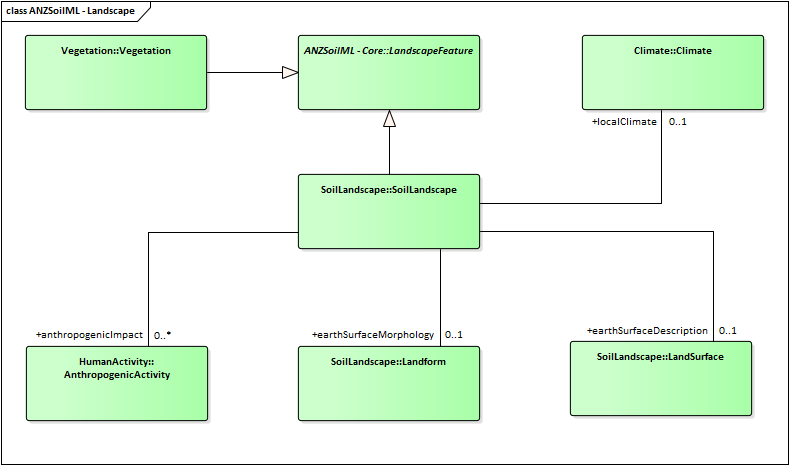 class ANZSoilML - Landscape
Vegetation::Vegetation
ANZSoilML - Core::LandscapeFeature
Climate::Climate
+localClimate 0..1
SoilLandscape::SoilLandscape
+anthropogenicImpact 0..*
+earthSurfaceMorphology 0..1
+earthSurfaceDescription 0..1
HumanActivity::
AnthropogenicActivity
SoilLandscape::Landform
SoilLandscape::LandSurface